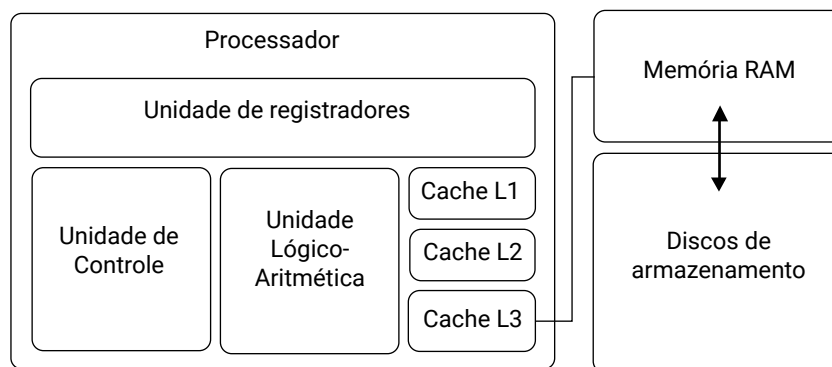 Processador
Unidade de registradores
Unidade de
Controle
Unidade
Lógico-
Aritmética
Cache L1
Cache L2
Cache L3
Memória RAM
Discos de
armazenamento